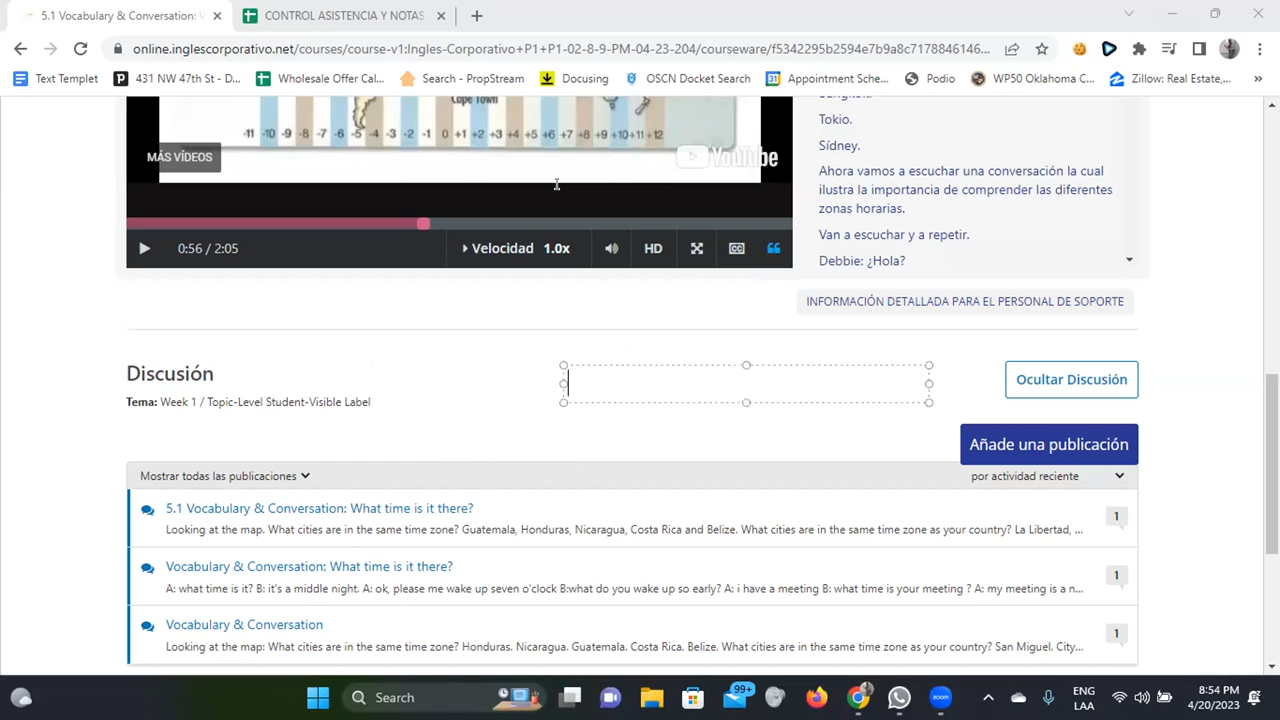 5.1 Vocabulary & Conversation: V
CONTROL ASISTENCIA Y NOTAS
online.inglescorporativo.net/courses/course-v1:Ingles-Corporativo+P1+P1-02-8-9-PM-04-23-204/courseware/f5342295b2594e7b9a8c7178846146...
Text Templet
431 NW 47th St - D...
Wholesale Offer Cal...
Search - PropStream
Docusing
OSCN Docket Search
Appointment Sche...
Podio
WP50 Oklahoma C...
Zillow: Real Estate,...
»
Cape Town
-11 -10 -9 -8 -7 -6 -5 -4 -3 -2 -1 0 +1 +2 +3 +4 +5 +6 +7 +8 +9 +10 +11 +12
MÁS VÍDEOS
YouTube
0:56 / 2:05
Velocidad 1.0x
HD
Tokio.
Sídney.
Ahora vamos a escuchar una conversación la cual
ilustra la importancia de comprender las diferentes
zonas horarias.
Van a escuchar y a repetir.
Debbie: ¿Hola?
INFORMACIÓN DETALLADA PARA EL PERSONAL DE SOPORTE
Discusión
Tema: Week 1 / Topic-Level Student-Visible Label
Ocultar Discusión
Añade una publicación
Mostrar todas las publicaciones
por actividad reciente
5.1 Vocabulary & Conversation: What time is it there?
Looking at the map. What cities are in the same time zone? Guatemala, Honduras, Nicaragua, Costa Rica and Belize. What cities are in the same time zone as your country? La Libertad, ...
1
Vocabulary & Conversation: What time is it there?
A: what time is it? B: it's a middle night. A: ok, please me wake up seven o'clock B:what do you wake up so early? A: i have a meeting B: what time is your meeting ? A: my meeting is a n...
1
Vocabulary & Conversation
Looking at the map: What cities are in the same time zone? Honduras. Nicaragua. Guatemala. Costa Rica. Belize. What cities are in the same time zone as your country? San Miguel. City...
1
Search
99+
zoom
ENG
LAA
8:54 PM
4/20/2023